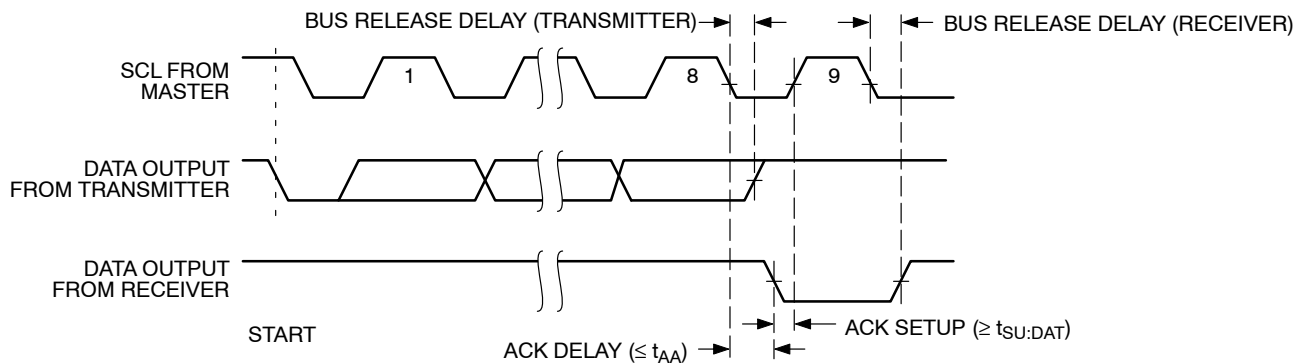 BUS RELEASE DELAY (TRANSMITTER)
BUS RELEASE DELAY (RECEIVER)
SCL FROM
MASTER
1
8
9
DATA OUTPUT
FROM TRANSMITTER
DATA OUTPUT
FROM RECEIVER
START
ACK SETUP (≥ tSU:DAT)
ACK DELAY (≤ tAA)